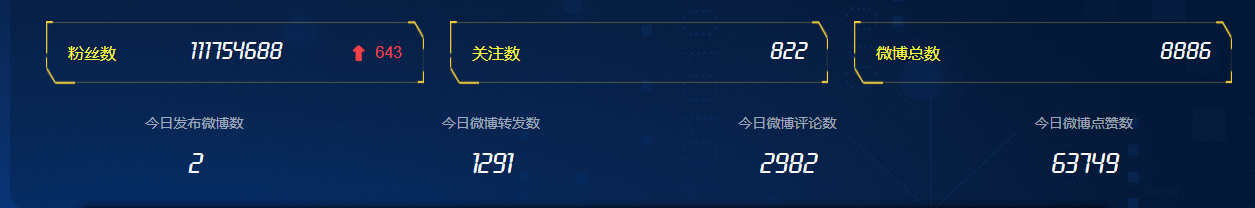 粉丝数 111754688 643 关注数 822 微博总数 8886
今日发布微博数 今日微博转发数 今日微博评论数 今日微博点赞数
2 1291 2982 63749